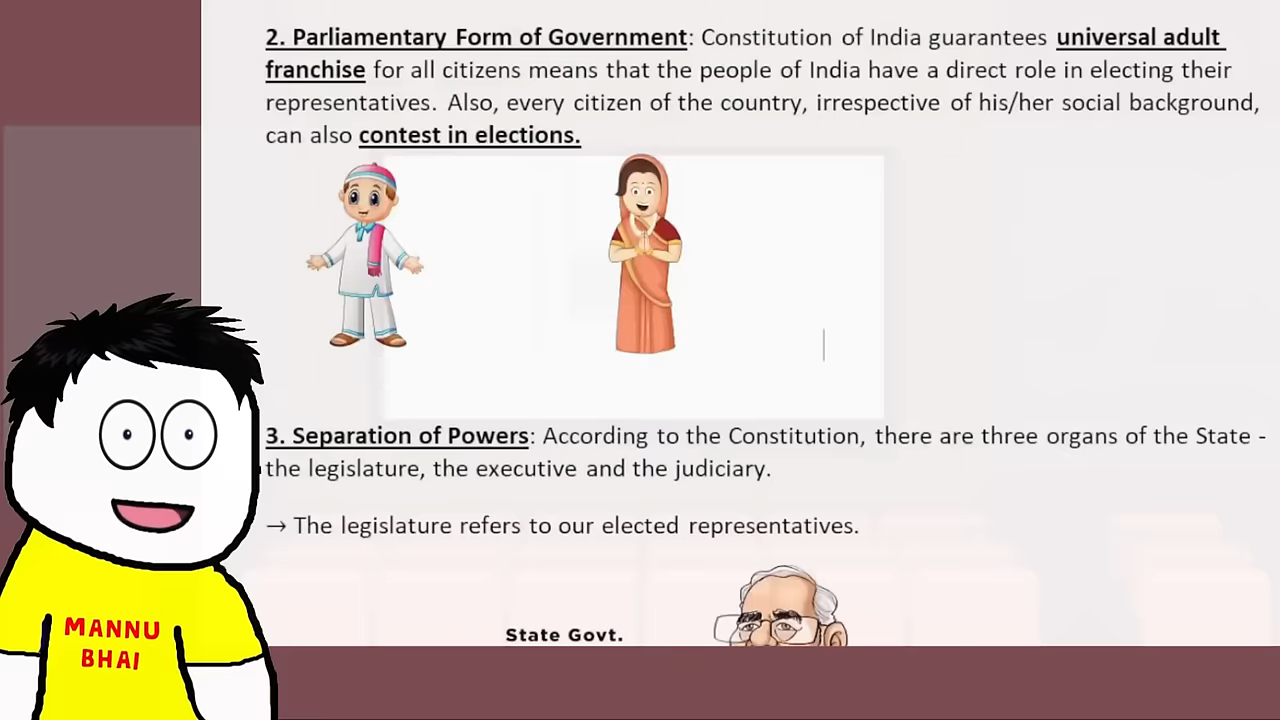 2. Parliamentary Form of Government: Constitution of India guarantees universal adult
franchise for all citizens means that the people of India have a direct role in electing their
representatives. Also, every citizen of the country, irrespective of his/her social background,
can also contest in elections.
3. Separation of Powers: According to the Constitution, there are three organs of the State -
the legislature, the executive and the judiciary.
→ The legislature refers to our elected representatives.
State Govt.
MANNU
BHAI